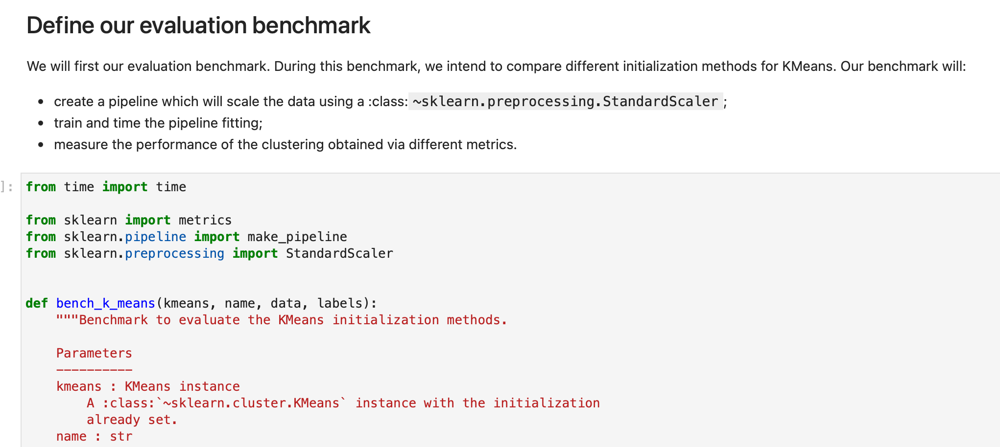 Define our evaluation benchmark
We will first our evaluation benchmark. During this benchmark, we intend to compare different initialization methods for KMeans. Our benchmark will:
• create a pipeline which will scale the data using a :class: ~sklearn.preprocessing.StandardScaler ;
• train and time the pipeline fitting;
• measure the performance of the clustering obtained via different metrics.
]: from time import time
from sklearn import metrics
from sklearn.pipeline import make_pipeline
from sklearn.preprocessing import StandardScaler
def bench_k_means(kmeans, name, data, labels):
    """Benchmark to evaluate the KMeans initialization methods.
    Parameters
    ----------
    kmeans : KMeans instance
        A :class:`~sklearn.cluster.KMeans` instance with the initialization
        already set.
    name : str